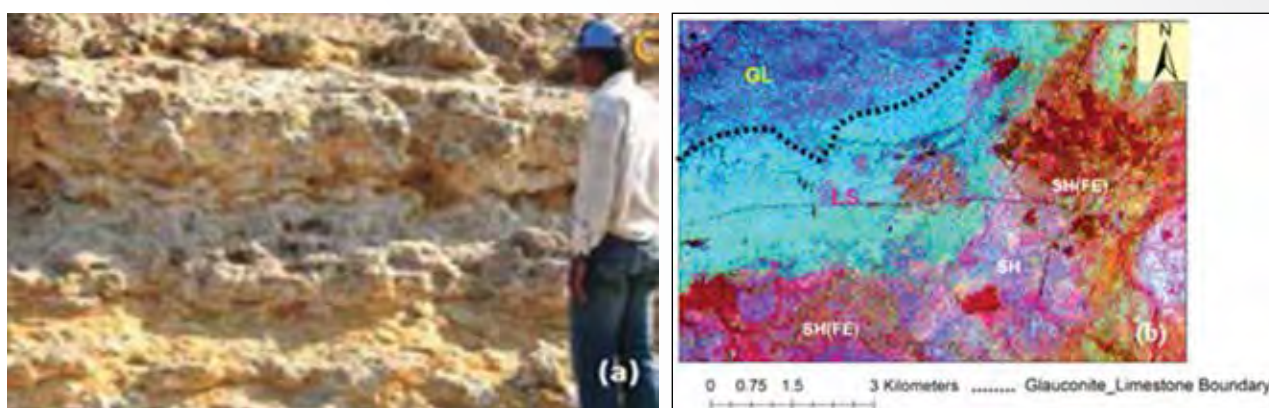 C
(a)
N
GL
LS
SH(FE)
SH
SH(FE)
(b)
0 0.75 1.5 3 Kilometers ........ Glauconite_Limestone Boundary